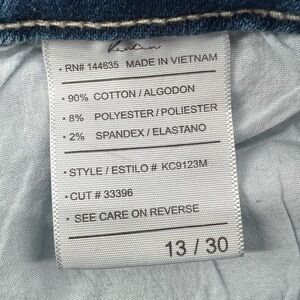 KanCan
• RN# 144635 MADE IN VIETNAM
• 90% COTTON / ALGODON
• 8% POLYESTER / POLIESTER
• 2% SPANDEX / ELASTANO
• STYLE / ESTILO # KC9123M
• CUT # 33396
• SEE CARE ON REVERSE
13 / 30